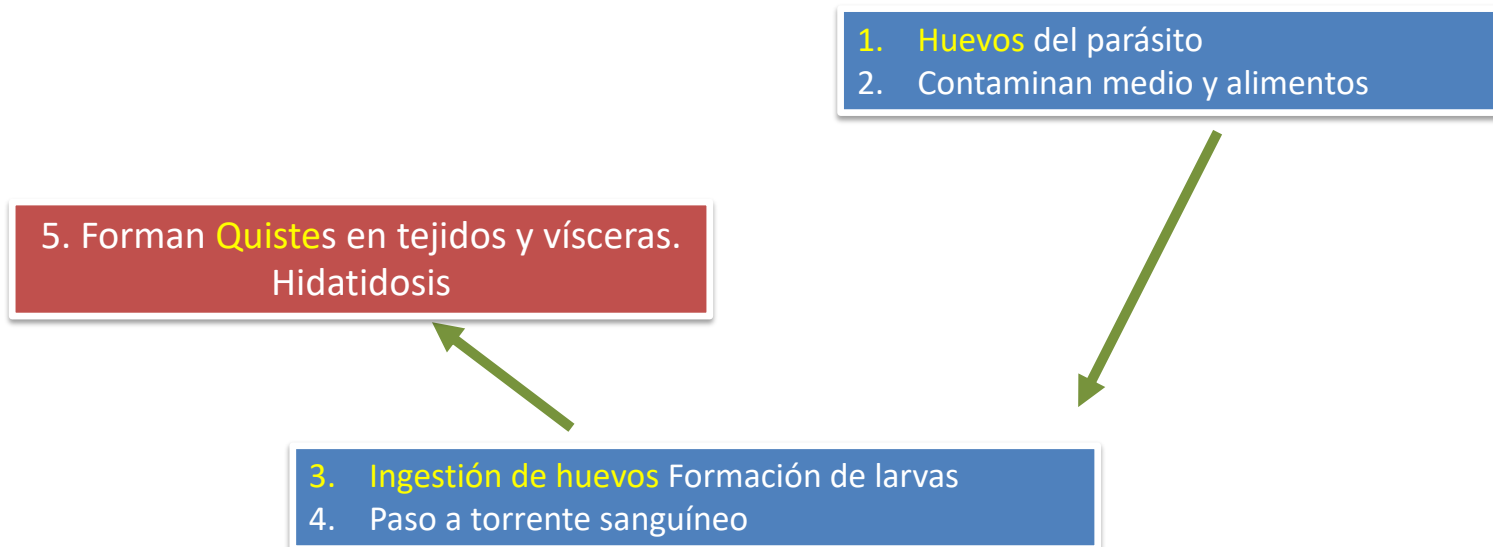 1. Huevos del parásito
2. Contaminan medio y alimentos
3. Ingestión de huevos Formación de larvas
4. Paso a torrente sanguíneo
5. Forman Quistes en tejidos y vísceras.
Hidatidosis